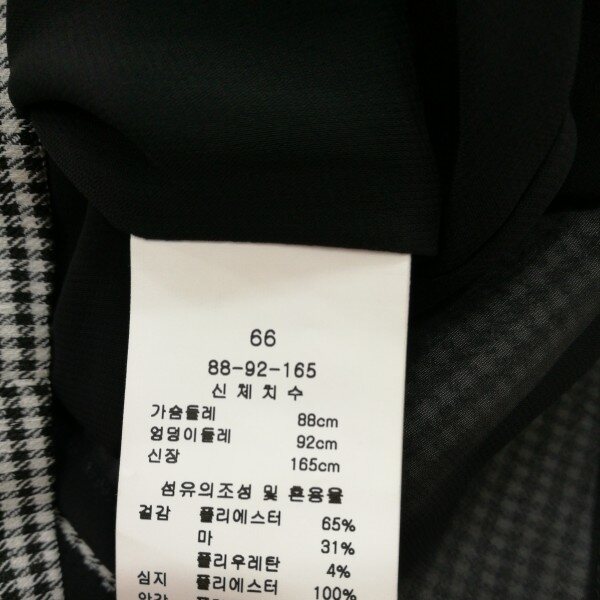 66
88-92-165
신체치수
가슴둘레 88cm
엉덩이둘레 92cm
신장 165cm
섬유의조성 및 혼용율
겉감 폴리에스터 65%
마 31%
폴리우레탄 4%
심지 폴리에스터 100%